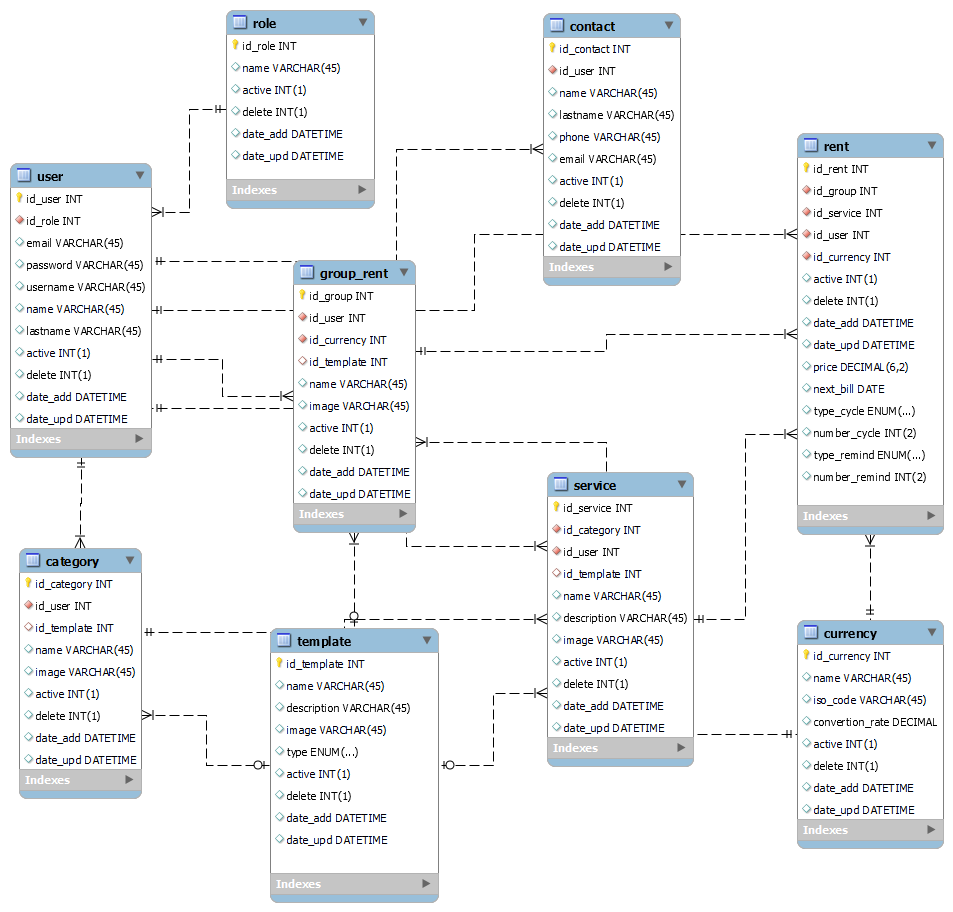 role
id_role INT
name VARCHAR(45)
active INT(1)
delete INT(1)
date_add DATETIME
date_upd DATETIME
Indexes
contact
id_contact INT
id_user INT
name VARCHAR(45)
lastname VARCHAR(45)
phone VARCHAR(45)
email VARCHAR(45)
active INT(1)
delete INT(1)
date_add DATETIME
date_upd DATETIME
Indexes
rent
id_rent INT
id_group INT
id_service INT
id_user INT
id_currency INT
active INT(1)
delete INT(1)
date_add DATETIME
date_upd DATETIME
price DECIMAL(6,2)
next_bill DATE
type_cycle ENUM(...)
number_cycle INT(2)
type_remind ENUM(...)
number_remind INT(2)
Indexes
user
id_user INT
id_role INT
email VARCHAR(45)
password VARCHAR(45)
username VARCHAR(45)
name VARCHAR(45)
lastname VARCHAR(45)
active INT(1)
delete INT(1)
date_add DATETIME
date_upd DATETIME
Indexes
group_rent
id_group INT
id_user INT
id_currency INT
id_template INT
name VARCHAR(45)
image VARCHAR(45)
active INT(1)
delete INT(1)
date_add DATETIME
date_upd DATETIME
Indexes
service
id_service INT
id_category INT
id_user INT
id_template INT
name VARCHAR(45)
description VARCHAR(45)
image VARCHAR(45)
active INT(1)
delete INT(1)
date_add DATETIME
date_upd DATETIME
Indexes
category
id_category INT
id_user INT
id_template INT
name VARCHAR(45)
image VARCHAR(45)
active INT(1)
delete INT(1)
date_add DATETIME
date_upd DATETIME
Indexes
template
id_template INT
name VARCHAR(45)
description VARCHAR(45)
image VARCHAR(45)
type ENUM(...)
active INT(1)
delete INT(1)
date_add DATETIME
date_upd DATETIME
Indexes
currency
id_currency INT
name VARCHAR(45)
iso_code VARCHAR(45)
convertion_rate DECIMAL
active INT(1)
delete INT(1)
date_add DATETIME
date_upd DATETIME
Indexes